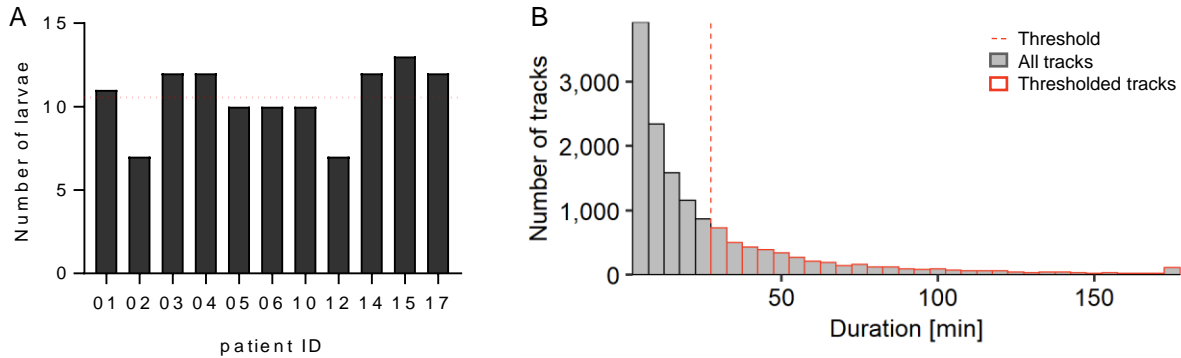 A
Number of larvae
15
10
5
0
01 02 03 04 05 06 10 12 14 15 17
patient ID
B
Number of tracks
3,000
2,000
1,000
0
50 100 150
Duration [min]
Threshold
All tracks
Thresholded tracks